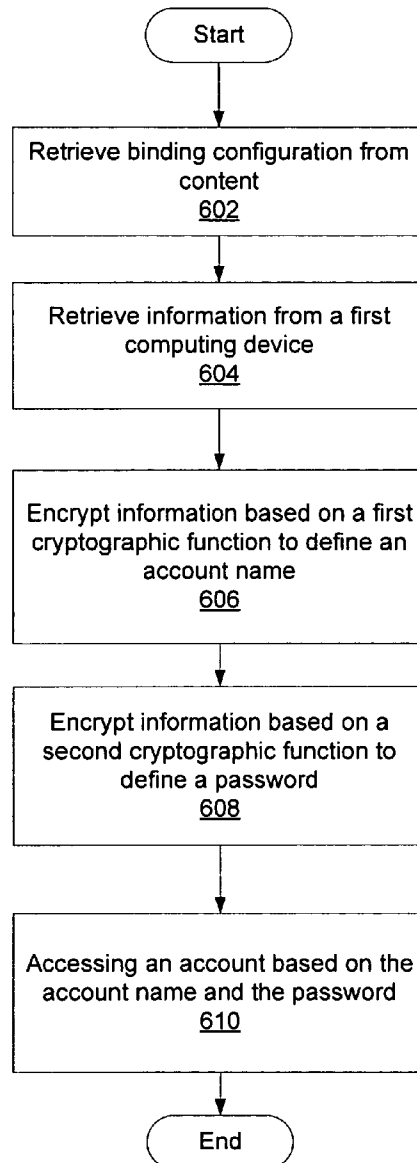 Start
Retrieve binding configuration from
content
602
Retrieve information from a first
computing device
604
Encrypt information based on a first
cryptographic function to define an
account name
606
Encrypt information based on a
second cryptographic function to
define a password
608
Accessing an account based on the
account name and the password
610
End